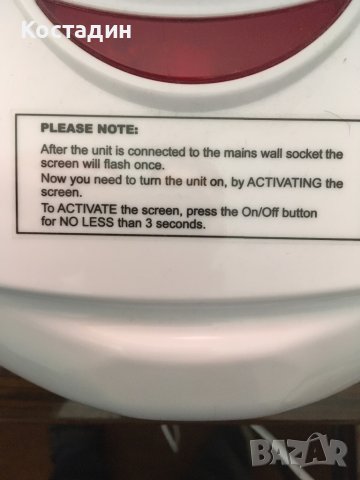 Костадин
PLEASE NOTE:
After the unit is connected to the mains wall socket the
screen will flash once.
Now you need to turn the unit on, by ACTIVATING the
screen.
To ACTIVATE the screen, press the On/Off button
for NO LESS than 3 seconds.
BAZAR